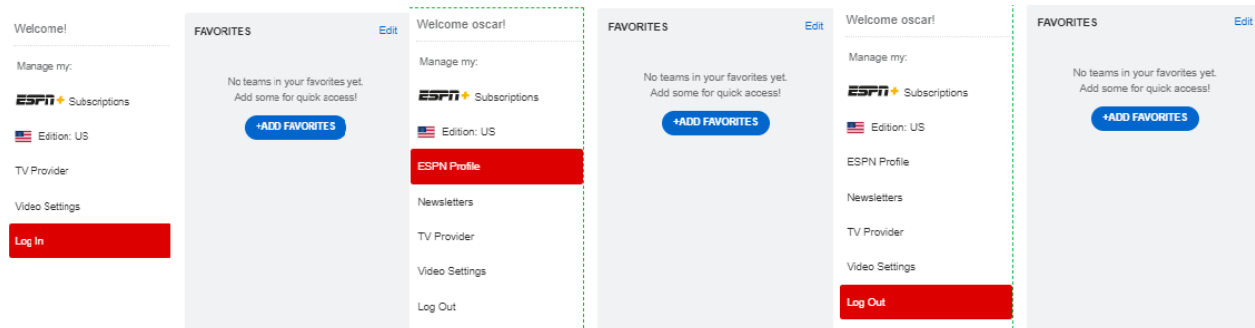 Welcome!
Manage my:
ESPN+ Subscriptions
Edition: US
TV Provider
Video Settings
Log In
FAVORITES Edit
No teams in your favorites yet.
Add some for quick access!
+ADD FAVORITES
Welcome oscar!
Manage my:
ESPN+ Subscriptions
Edition: US
ESPN Profile
Newsletters
TV Provider
Video Settings
Log Out
FAVORITES Edit
No teams in your favorites yet.
Add some for quick access!
+ADD FAVORITES
Welcome oscar!
Manage my:
ESPN+ Subscriptions
Edition: US
ESPN Profile
Newsletters
TV Provider
Video Settings
Log Out
FAVORITES Edit
No teams in your favorites yet.
Add some for quick access!
+ADD FAVORITES